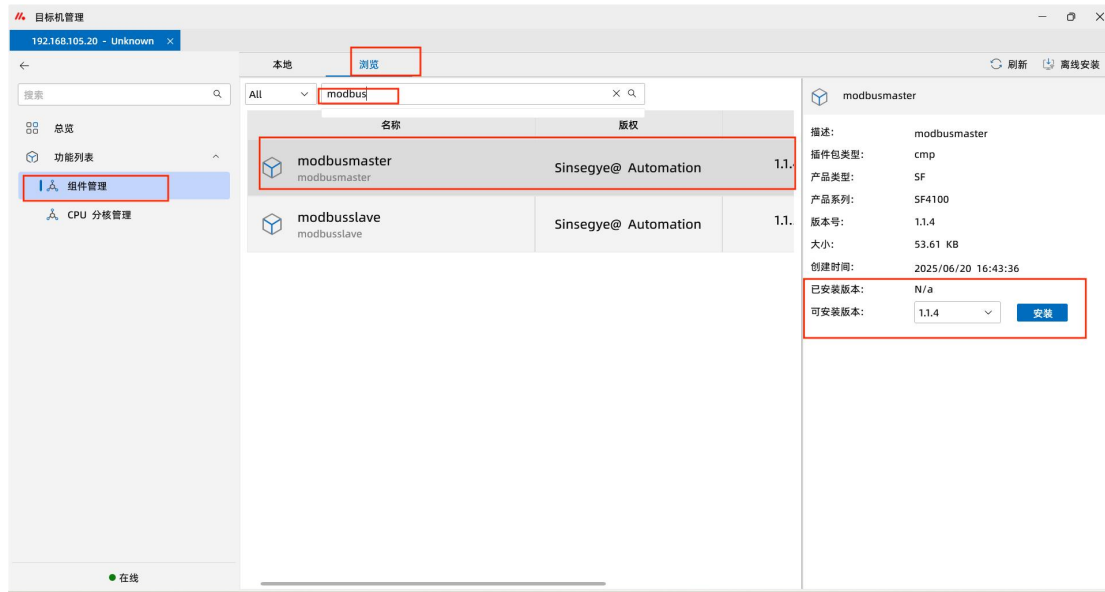 目标机管理
192.168.105.20 - Unknown
本地
浏览
刷新
离线安装
搜索
All
modbus
modbusmaster
总览
功能列表
组件管理
CPU 分核管理
名称
版权
modbusmaster
modbusmaster
Sinsegye@ Automation
1.1.
modbusslave
modbusslave
Sinsegye@ Automation
1.1.
描述: modbusmaster
插件包类型: cmp
产品类型: SF
产品系列: SF4100
版本号: 1.1.4
大小: 53.61 KB
创建时间: 2025/06/20 16:43:36
已安装版本: N/a
可安装版本: 1.1.4 安装
在线